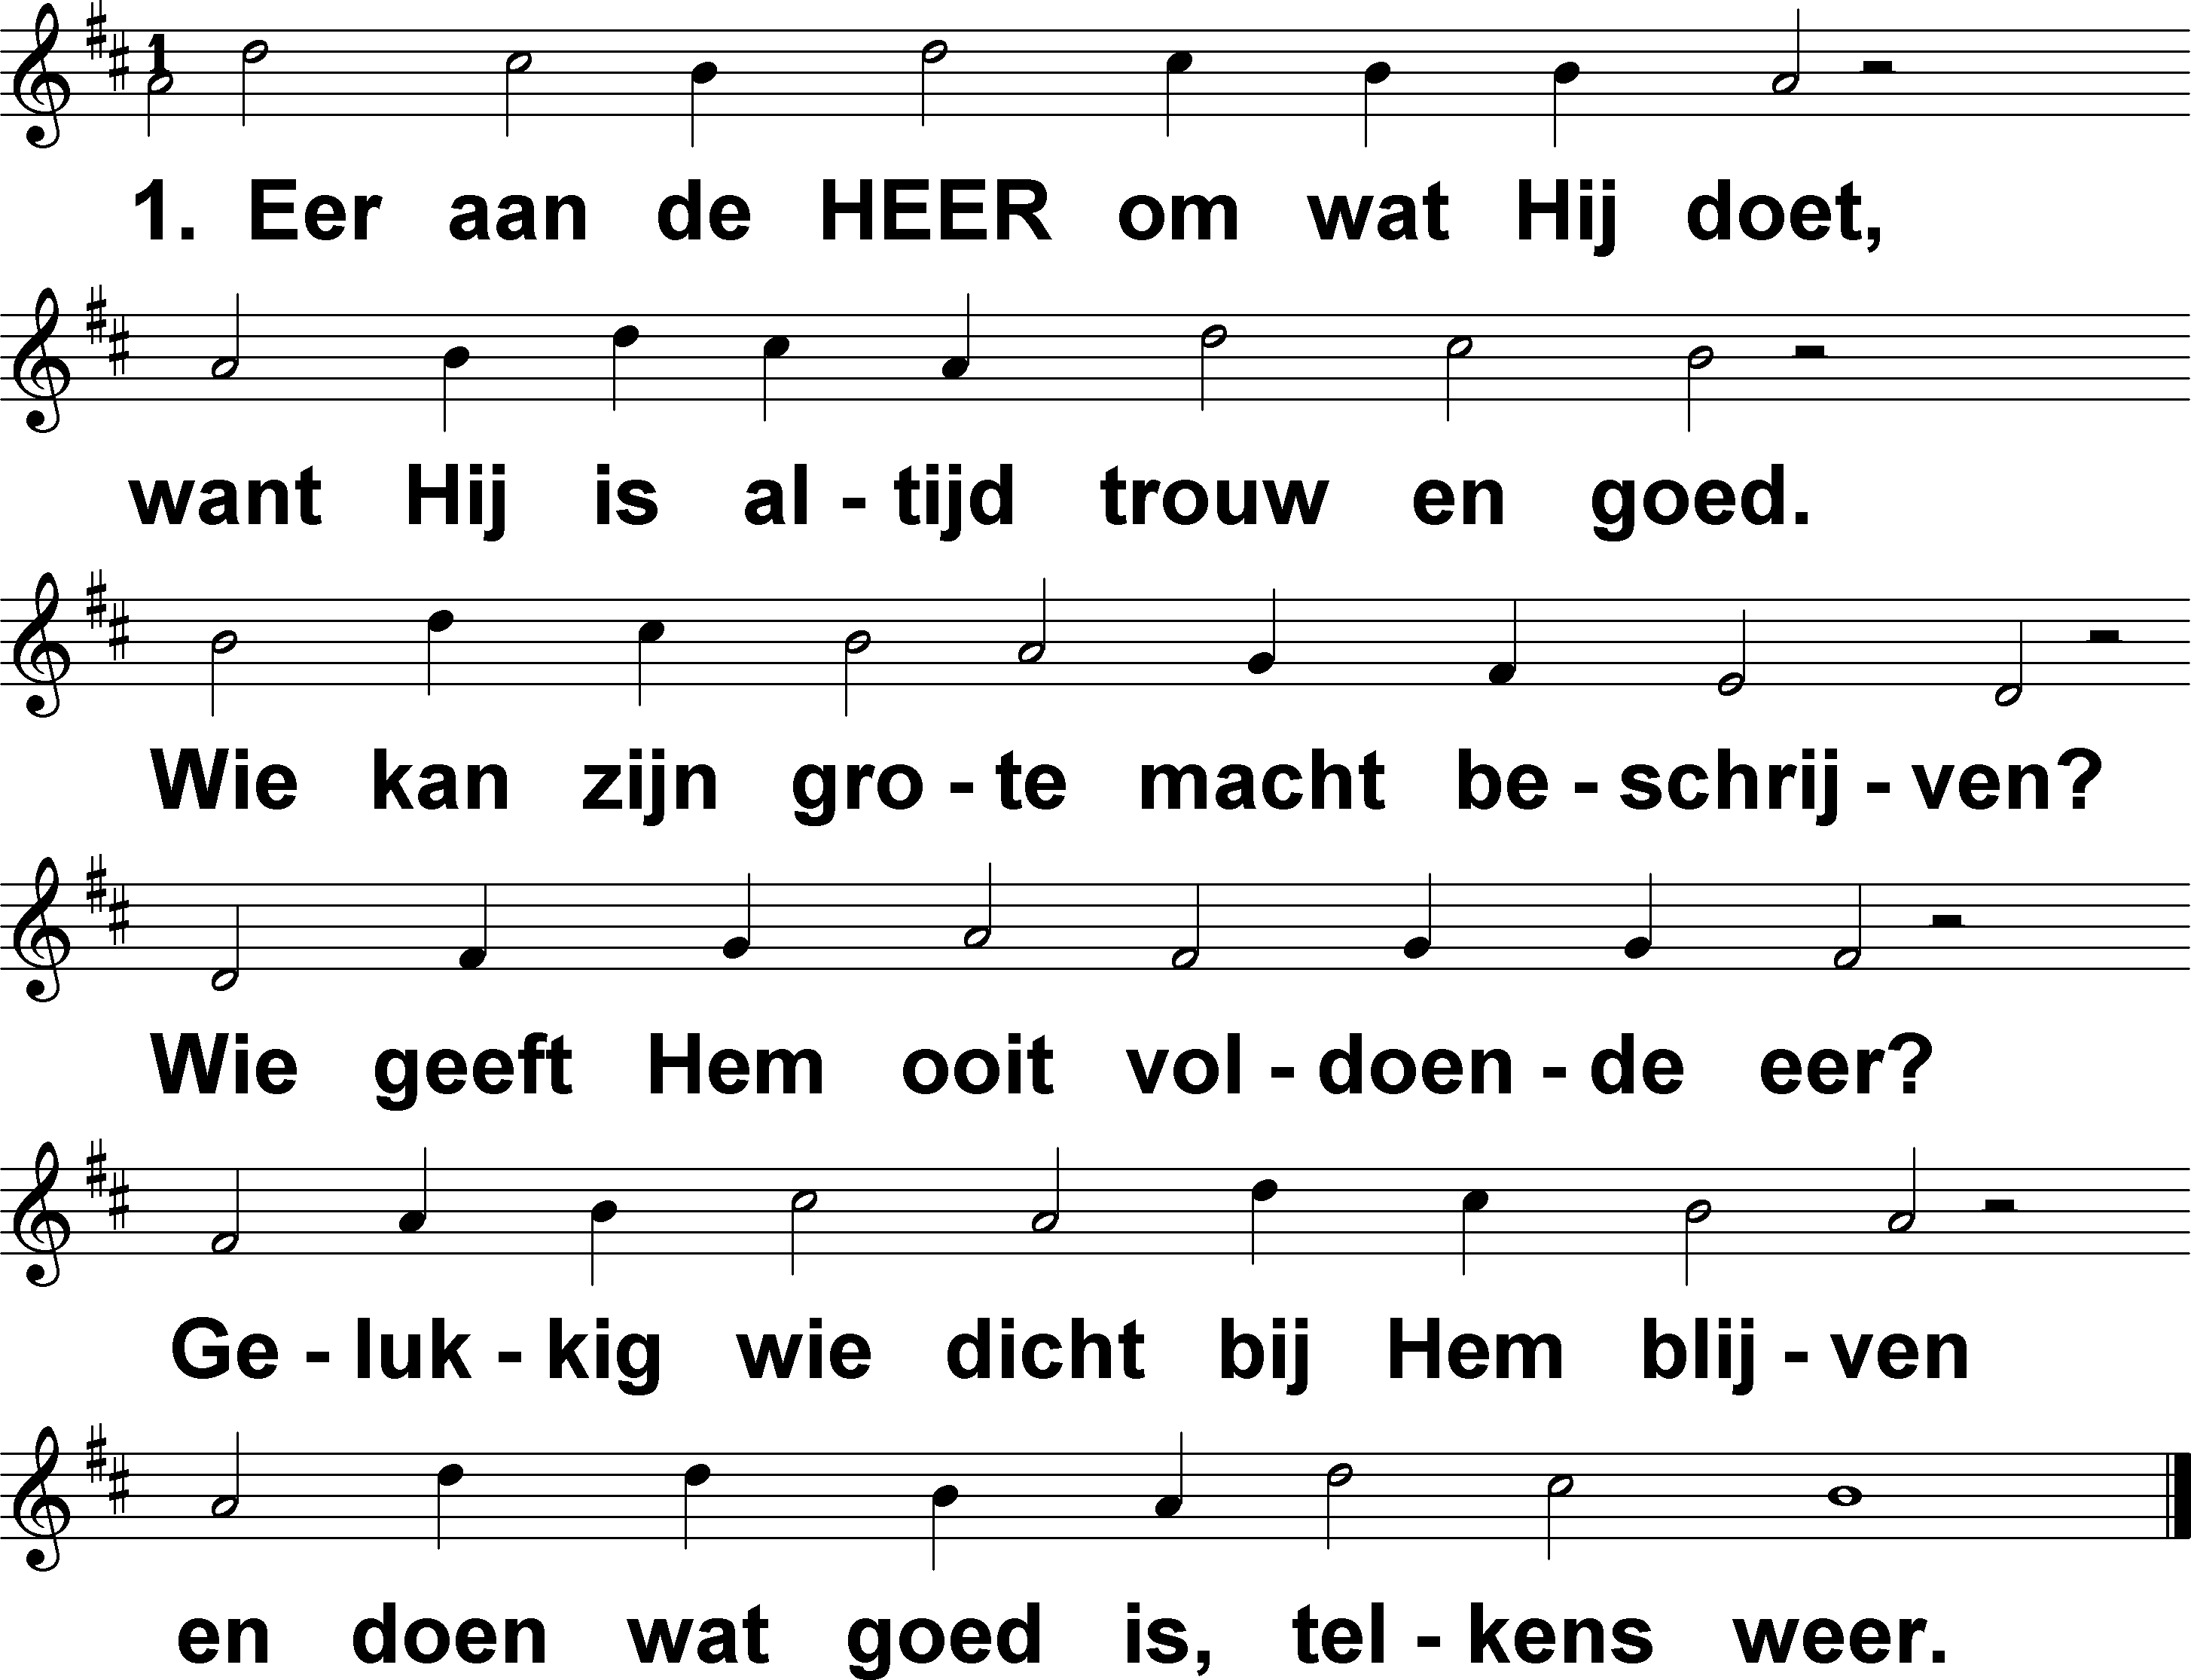 1
1. Eer aan de HEER om wat Hij doet,
want Hij is al - tijd trouw en goed.
Wie kan zijn gro - te macht be - schrij - ven?
Wie geeft Hem ooit vol - doen - de eer?
Ge - luk - kig wie dicht bij Hem blij - ven
en doen wat goed is, tel - kens weer.